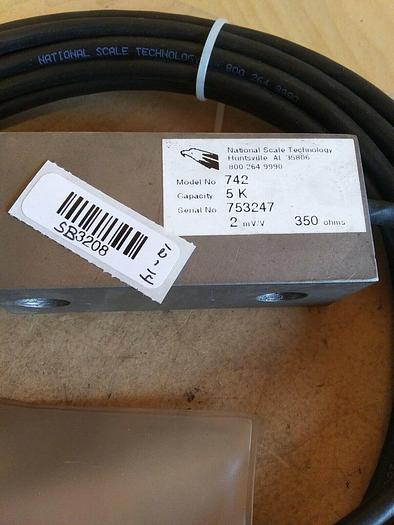 NATIONAL SCALE TECHNOLOGY 800 264 9990
National Scale Technology
Huntsville AL 35806
800-264-9990
Model No 742
Capacity 5 K
Serial No 753247
2 mV/V 350 ohms
SB3208